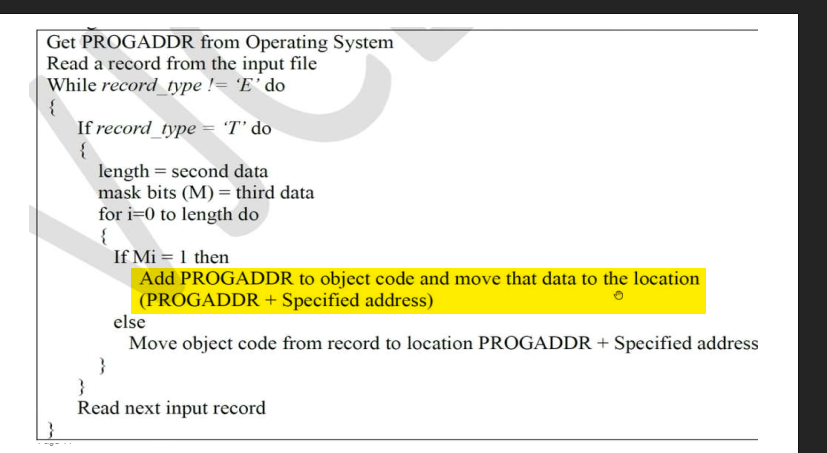 Get PROGADDR from Operating System
Read a record from the input file
While record_type != ‘E’ do
{
If record_type = ‘T’ do
{
length = second data
mask bits (M) = third data
for i=0 to length do
{
If Mi = 1 then
Add PROGADDR to object code and move that data to the location
(PROGADDR + Specified address)
else
Move object code from record to location PROGADDR + Specified address
}
}
Read next input record
}